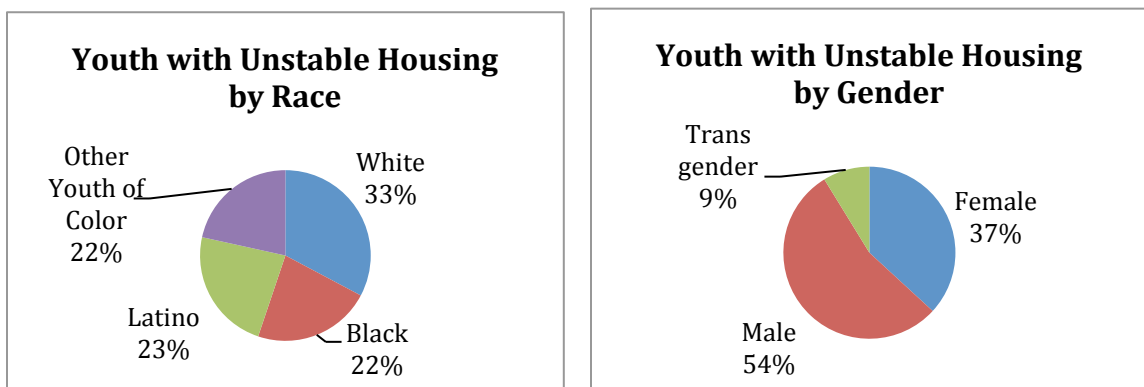 Youth with Unstable Housing
by Race
Other
Youth of
Color
22%
White
33%
Latino
23%
Black
22%
Youth with Unstable Housing
by Gender
Trans
gender
9%
Female
37%
Male
54%